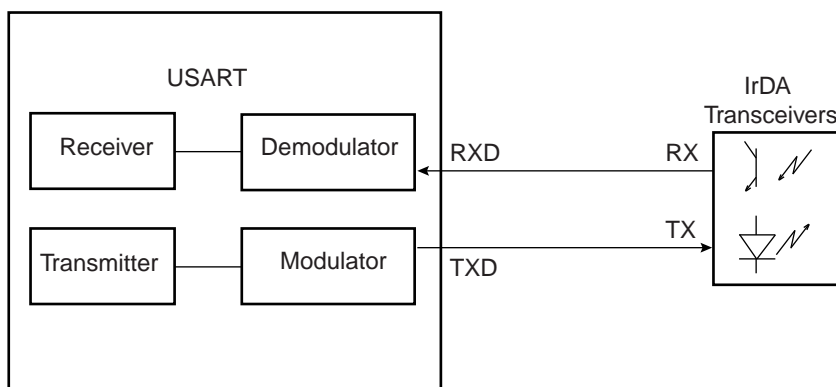 USART
IrDA
Transceivers
Receiver
Demodulator
RXD
RX
Transmitter
Modulator
TXD
TX